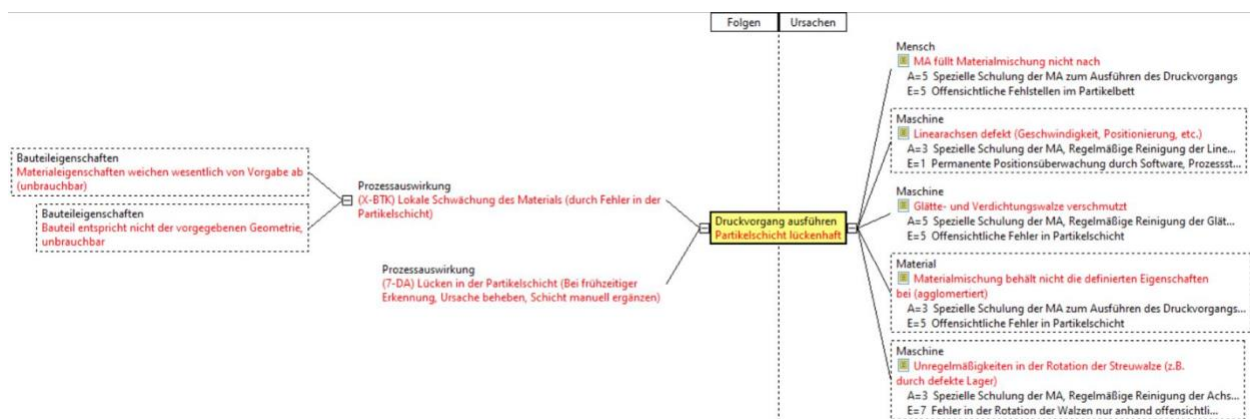 Folgen Ursachen
Bauteileigenschaften
Materialeigenschaften weichen wesentlich von Vorgabe ab
(unbrauchbar)
Bauteileigenschaften
Bauteil entspricht nicht der vorgegebenen Geometrie,
unbrauchbar
Prozessauswirkung
(X-BTK) Lokale Schwächung des Materials (durch Fehler in der
Partikelschicht)
Prozessauswirkung
(7-DA) Lücken in der Partikelschicht (Bei frühzeitiger
Erkennung, Ursache beheben, Schicht manuell ergänzen)
Druckvorgang ausführen
Partikelschicht lückenhaft
Mensch
MA füllt Materialmischung nicht nach
A=5 Spezielle Schulung der MA zum Ausführen des Druckvorgangs
E=5 Offensichtliche Fehlstellen im Partikelbett
Maschine
Linearachsen defekt (Geschwindigkeit, Positionierung, etc.)
A=3 Spezielle Schulung der MA, Regelmäßige Reinigung der Line...
E=1 Permanente Positionsüberwachung durch Software, Prozessst...
Maschine
Glätte- und Verdichtungswalze verschmutzt
A=5 Spezielle Schulung der MA, Regelmäßige Reinigung der Glät...
E=5 Offensichtliche Fehler in Partikelschicht
Material
Materialmischung behält nicht die definierten Eigenschaften
bei (agglomertiert)
A=3 Spezielle Schulung der MA zum Ausführen des Druckvorgangs...
E=5 Offensichtliche Fehler in Partikelschicht
Maschine
Unregelmäßigkeiten in der Rotation der Streuwalze (z.B.
durch defekte Lager)
A=3 Spezielle Schulung der MA, Regelmäßige Reinigung der Achs...
E=7 Fehler in der Rotation der Walzen nur anhand offensichtli...